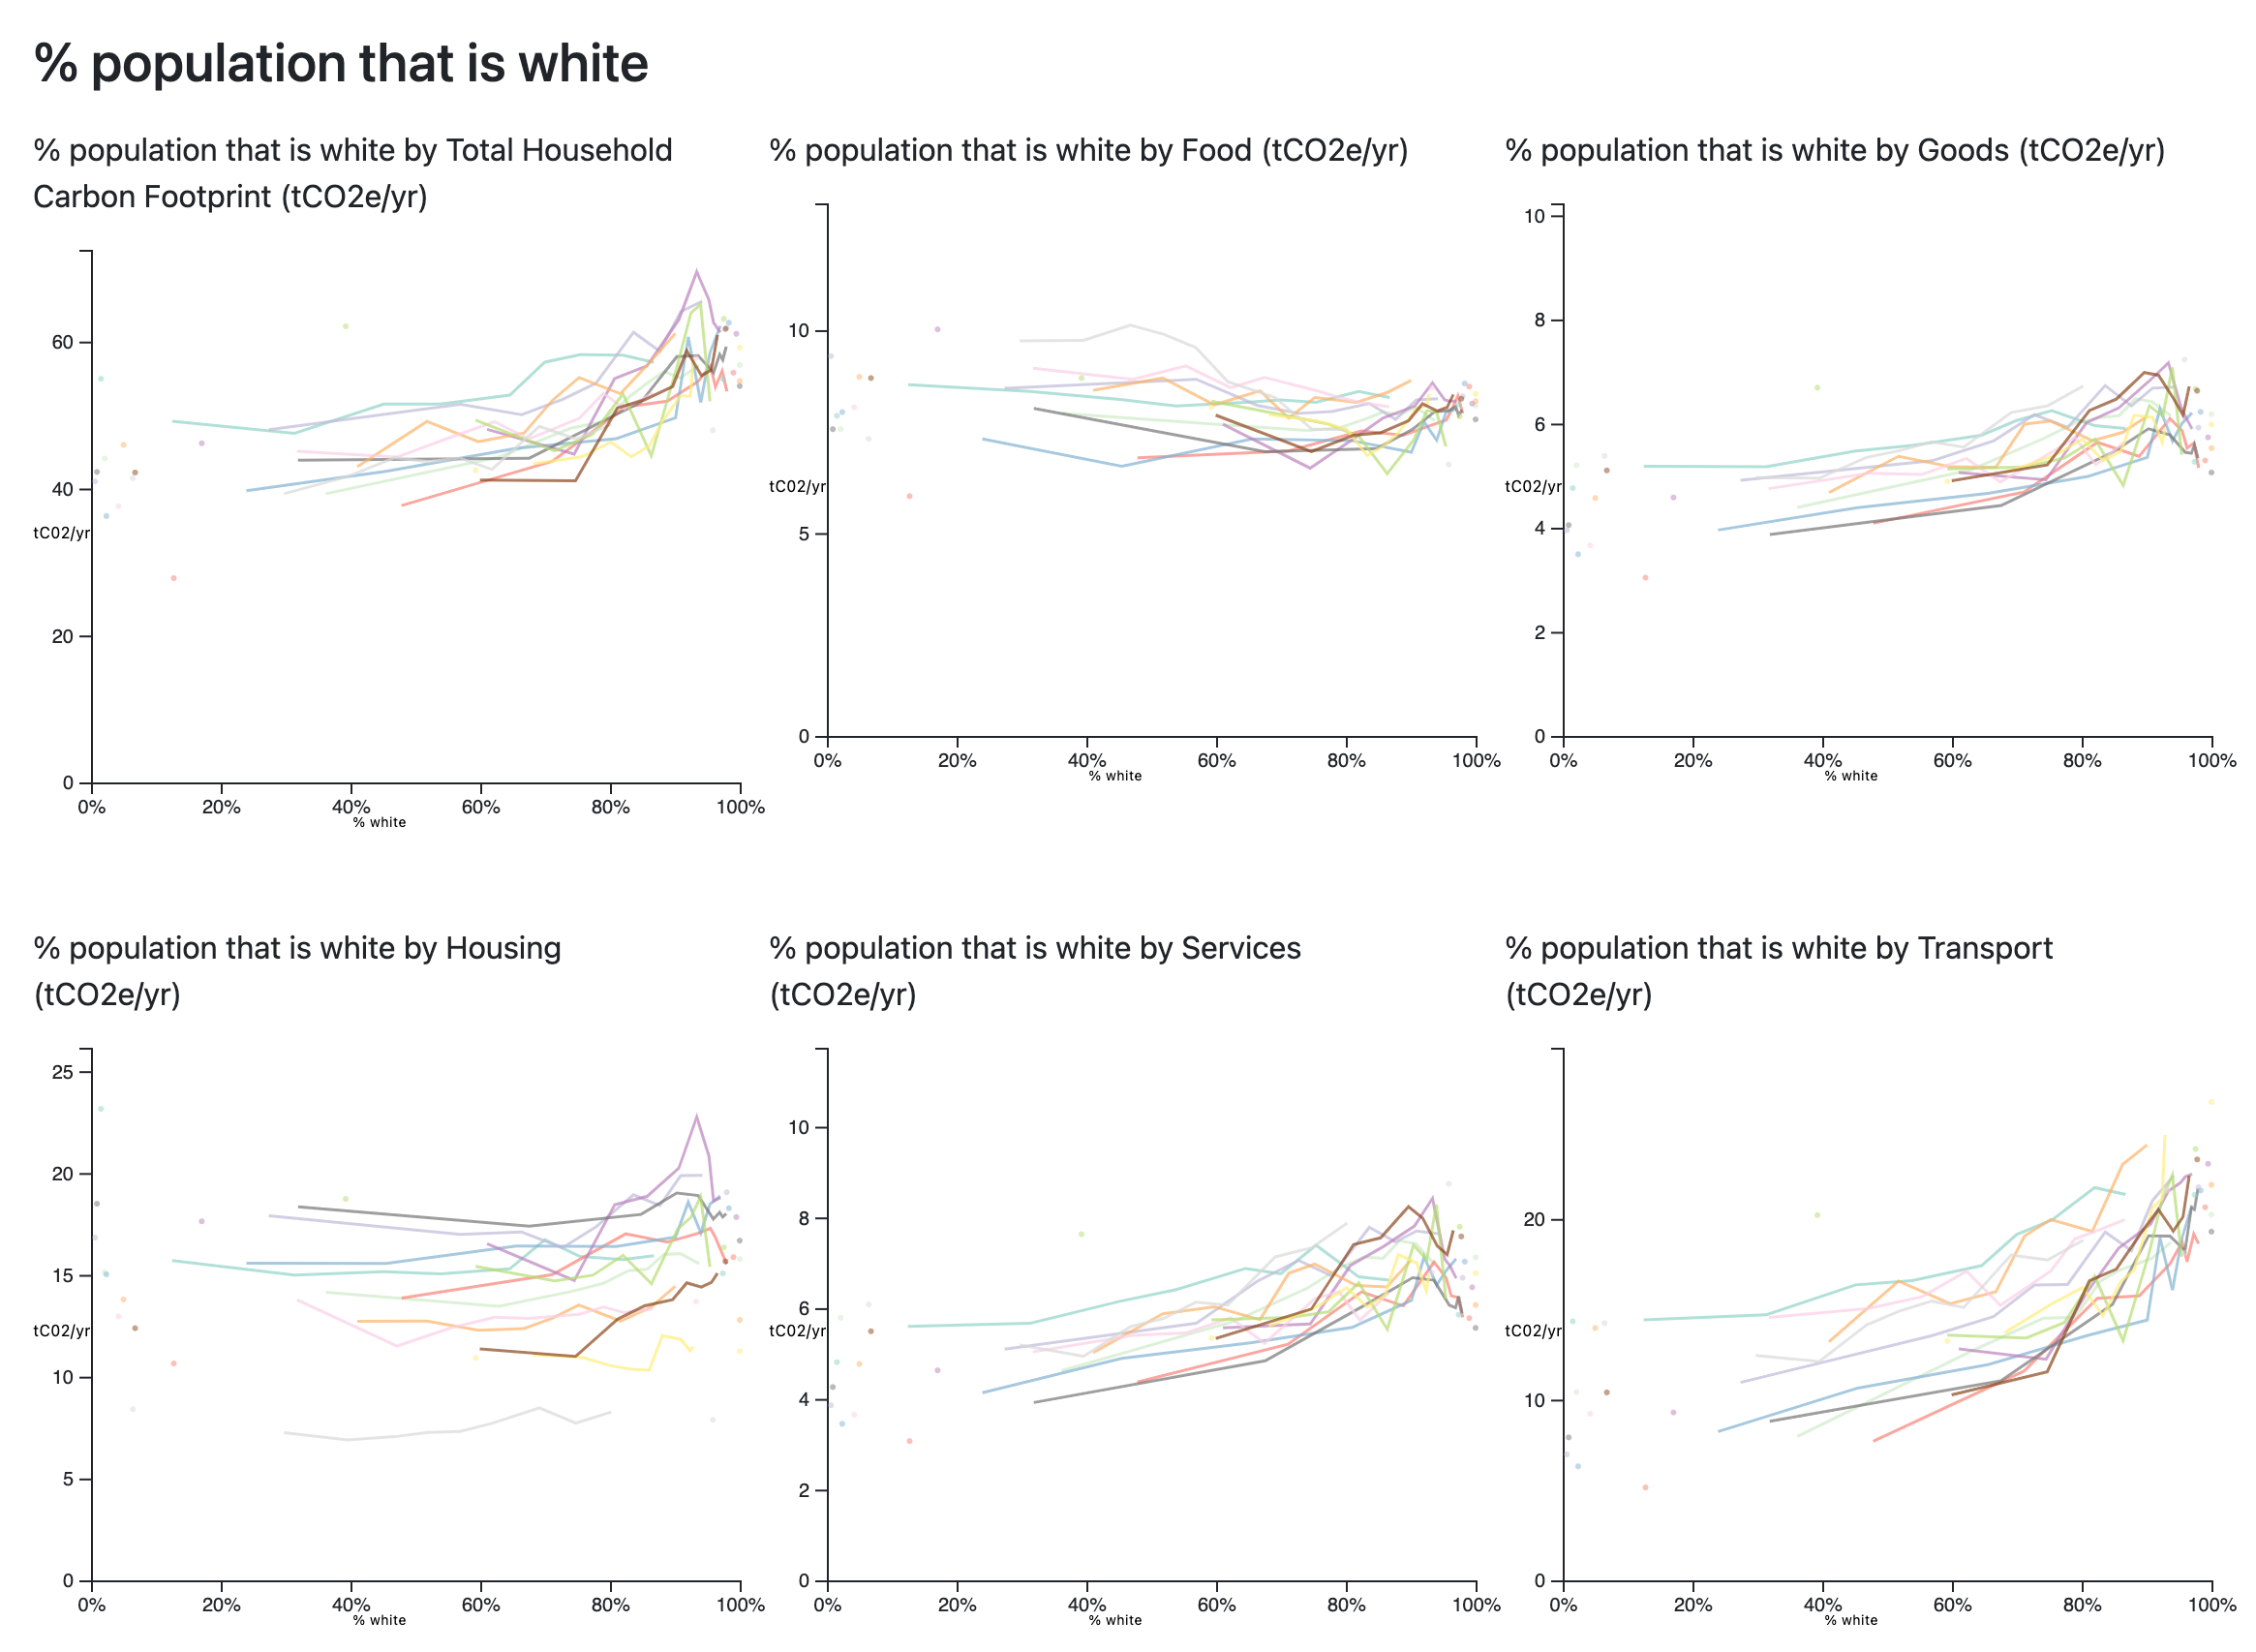 % population that is white
% population that is white by Total Household
Carbon Footprint (tCO2e/yr)
60
40
tC02/yr
20
0
0% 20% 40% 60% 80% 100%
% white
% population that is white by Food (tCO2e/yr)
10
tC02/yr
5
0
0% 20% 40% 60% 80% 100%
% white
% population that is white by Goods (tCO2e/yr)
10
8
6
tC02/yr
4
2
0
0% 20% 40% 60% 80% 100%
% white
% population that is white by Housing
(tCO2e/yr)
25
20
15
tC02/yr
10
5
0
0% 20% 40% 60% 80% 100%
% white
% population that is white by Services
(tCO2e/yr)
10
8
6
tC02/yr
4
2
0
0% 20% 40% 60% 80% 100%
% white
% population that is white by Transport
(tCO2e/yr)
20
tC02/yr
10
0
0% 20% 40% 60% 80% 100%
% white